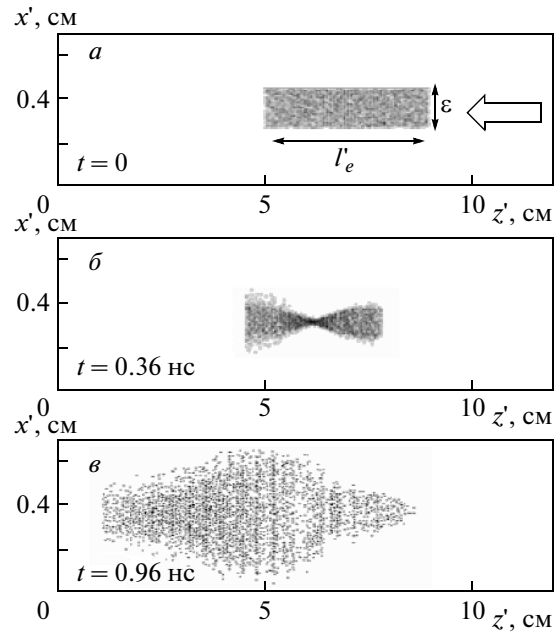 x', см
а
0.4
ε
l'e
t = 0
0 5 10 z', см
x', см
б
0.4
t = 0.36 нс
0 5 10 z', см
x', см
в
0.4
t = 0.96 нс
0 5 10 z', см